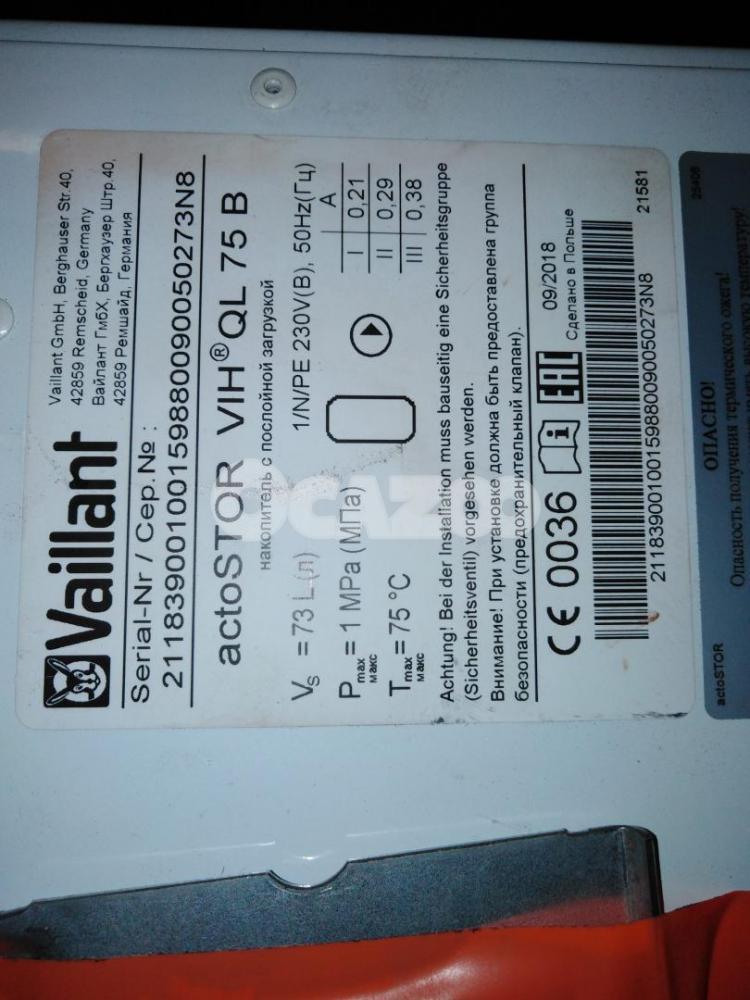 Vaillant
Vaillant GmbH, Berghauser Str.40,
42859 Remscheid, Germany
Вайлант ГмбХ, Бергхаузер Штр.40,
42859 Ремшайд, Германия
Serial-Nr / Сер.№ :
21183900100159880090050273N8
actoSTOR VIH® QL 75 B
накопитель с послойной загрузкой
Vs = 73 L(л)
1/N/PE 230V(В), 50Hz(Гц)
Pmax макс = 1 MPa (МПа)
Tmax макс = 75 °C
A
I 0,21
II 0,29
III 0,38
Achtung! Bei der Installation muss bauseitig eine Sicherheitsgruppe
(Sicherheitsventil) vorgesehen werden.
Внимание! При установке должна быть предоставлена группа
безопасности (предохранительный клапан).
CE 0036 i EAC
09/2018
Сделано в Польше
21183900100159880090050273N8
21581
OCAZOO
actoSTOR
ОПАСНО!
Опасность получения термического ожега!